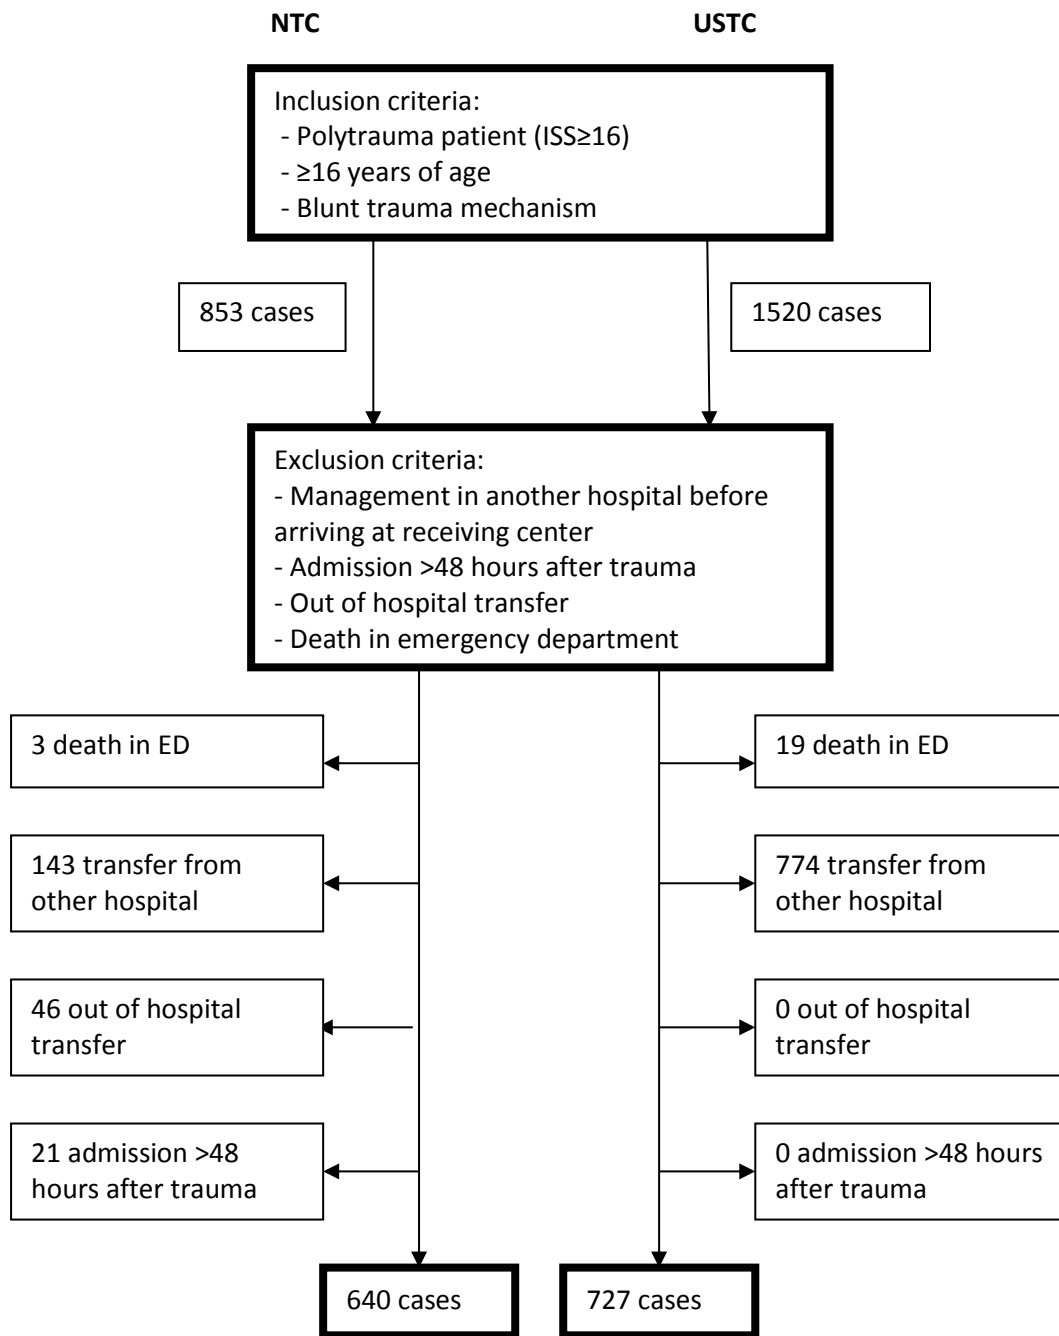 NTC
USTC
Inclusion criteria:
- Polytrauma patient (ISS≥16)
- ≥16 years of age
- Blunt trauma mechanism
853 cases
1520 cases
Exclusion criteria:
- Management in another hospital before
arriving at receiving center
- Admission >48 hours after trauma
- Out of hospital transfer
- Death in emergency department
3 death in ED
19 death in ED
143 transfer from
other hospital
774 transfer from
other hospital
46 out of hospital
transfer
0 out of hospital
transfer
21 admission >48
hours after trauma
0 admission >48 hours
after trauma
640 cases
727 cases